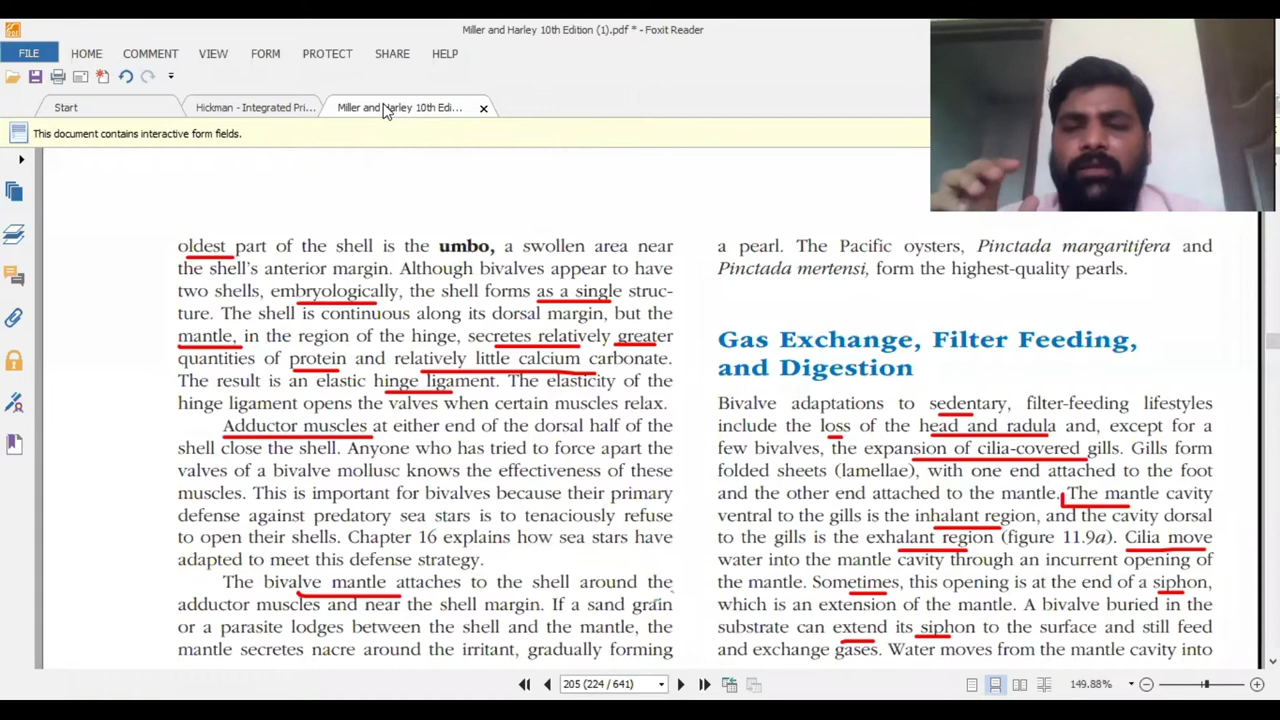 Miller and Harley 10th Edition (1).pdf * - Foxit Reader
FILE HOME COMMENT VIEW FORM PROTECT SHARE HELP
Start Hickman - Integrated Pri... Miller and Harley 10th Edi...
This document contains interactive form fields.
oldest part of the shell is the umbo, a swollen area near
the shell's anterior margin. Although bivalves appear to have
two shells, embryologically, the shell forms as a single struc-
ture. The shell is continuous along its dorsal margin, but the
mantle, in the region of the hinge, secretes relatively greater
quantities of protein and relatively little calcium carbonate.
The result is an elastic hinge ligament. The elasticity of the
hinge ligament opens the valves when certain muscles relax.
Adductor muscles at either end of the dorsal half of the
shell close the shell. Anyone who has tried to force apart the
valves of a bivalve mollusc knows the effectiveness of these
muscles. This is important for bivalves because their primary
defense against predatory sea stars is to tenaciously refuse
to open their shells. Chapter 16 explains how sea stars have
adapted to meet this defense strategy.
The bivalve mantle attaches to the shell around the
adductor muscles and near the shell margin. If a sand grain
or a parasite lodges between the shell and the mantle, the
mantle secretes nacre around the irritant, gradually forming
a pearl. The Pacific oysters, Pinctada margaritifera and
Pinctada mertensi, form the highest-quality pearls.
Gas Exchange, Filter Feeding,
and Digestion
Bivalve adaptations to sedentary, filter-feeding lifestyles
include the loss of the head and radula and, except for a
few bivalves, the expansion of cilia-covered gills. Gills form
folded sheets (lamellae), with one end attached to the foot
and the other end attached to the mantle. The mantle cavity
ventral to the gills is the inhalant region, and the cavity dorsal
to the gills is the exhalant region (figure 11.9a). Cilia move
water into the mantle cavity through an incurrent opening of
the mantle. Sometimes, this opening is at the end of a siphon,
which is an extension of the mantle. A bivalve buried in the
substrate can extend its siphon to the surface and still feed
and exchange gases. Water moves from the mantle cavity into
205 (224 / 641)
149.88%